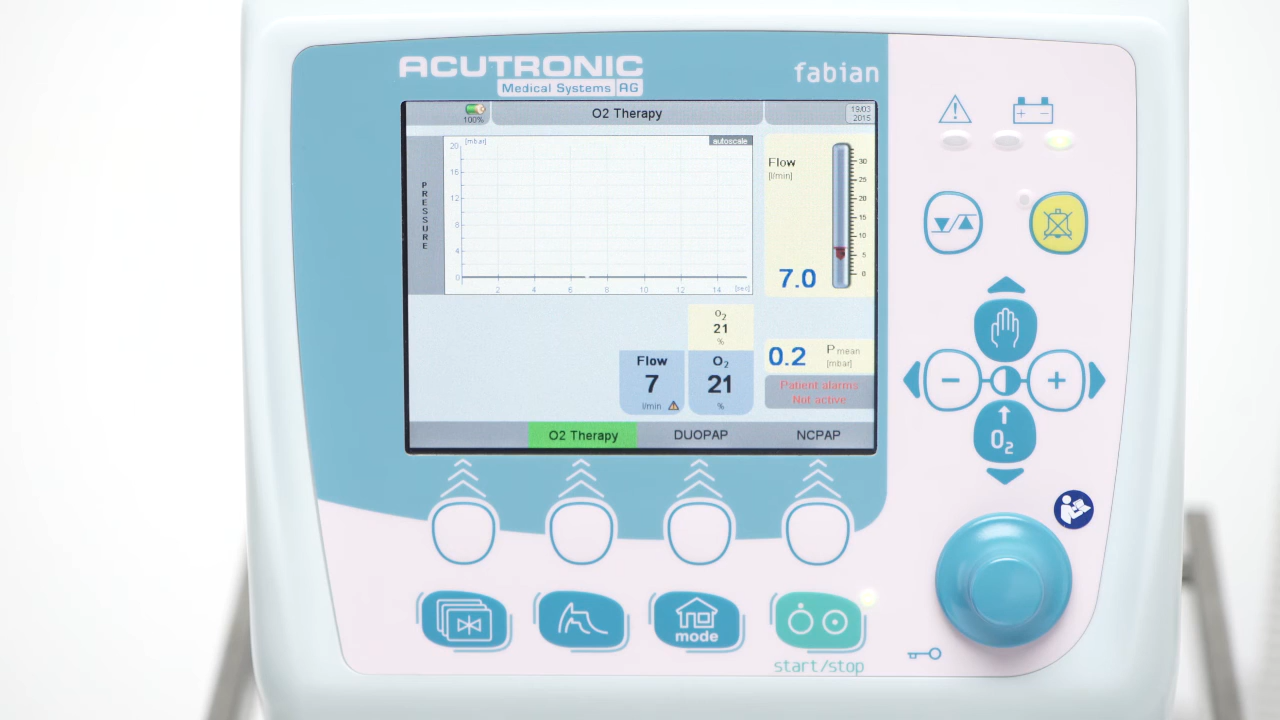 ACUTRONIC
Medical Systems AG
fabian
100%
O2 Therapy
19/03
2015
[mbar]
autoscale
PRESSURE
20
16
12
8
4
0
2 4 6 8 10 12 14 [sec]
Flow
[l/min]
30
25
20
15
10
5
0
7.0
O2
21
%
Flow
7
l/min
O2
21
%
0.2
P mean
[mbar]
Patient alarms
Not active
O2 Therapy
DUOPAP
NCPAP
+ −
−
+
O2
mode
start/stop